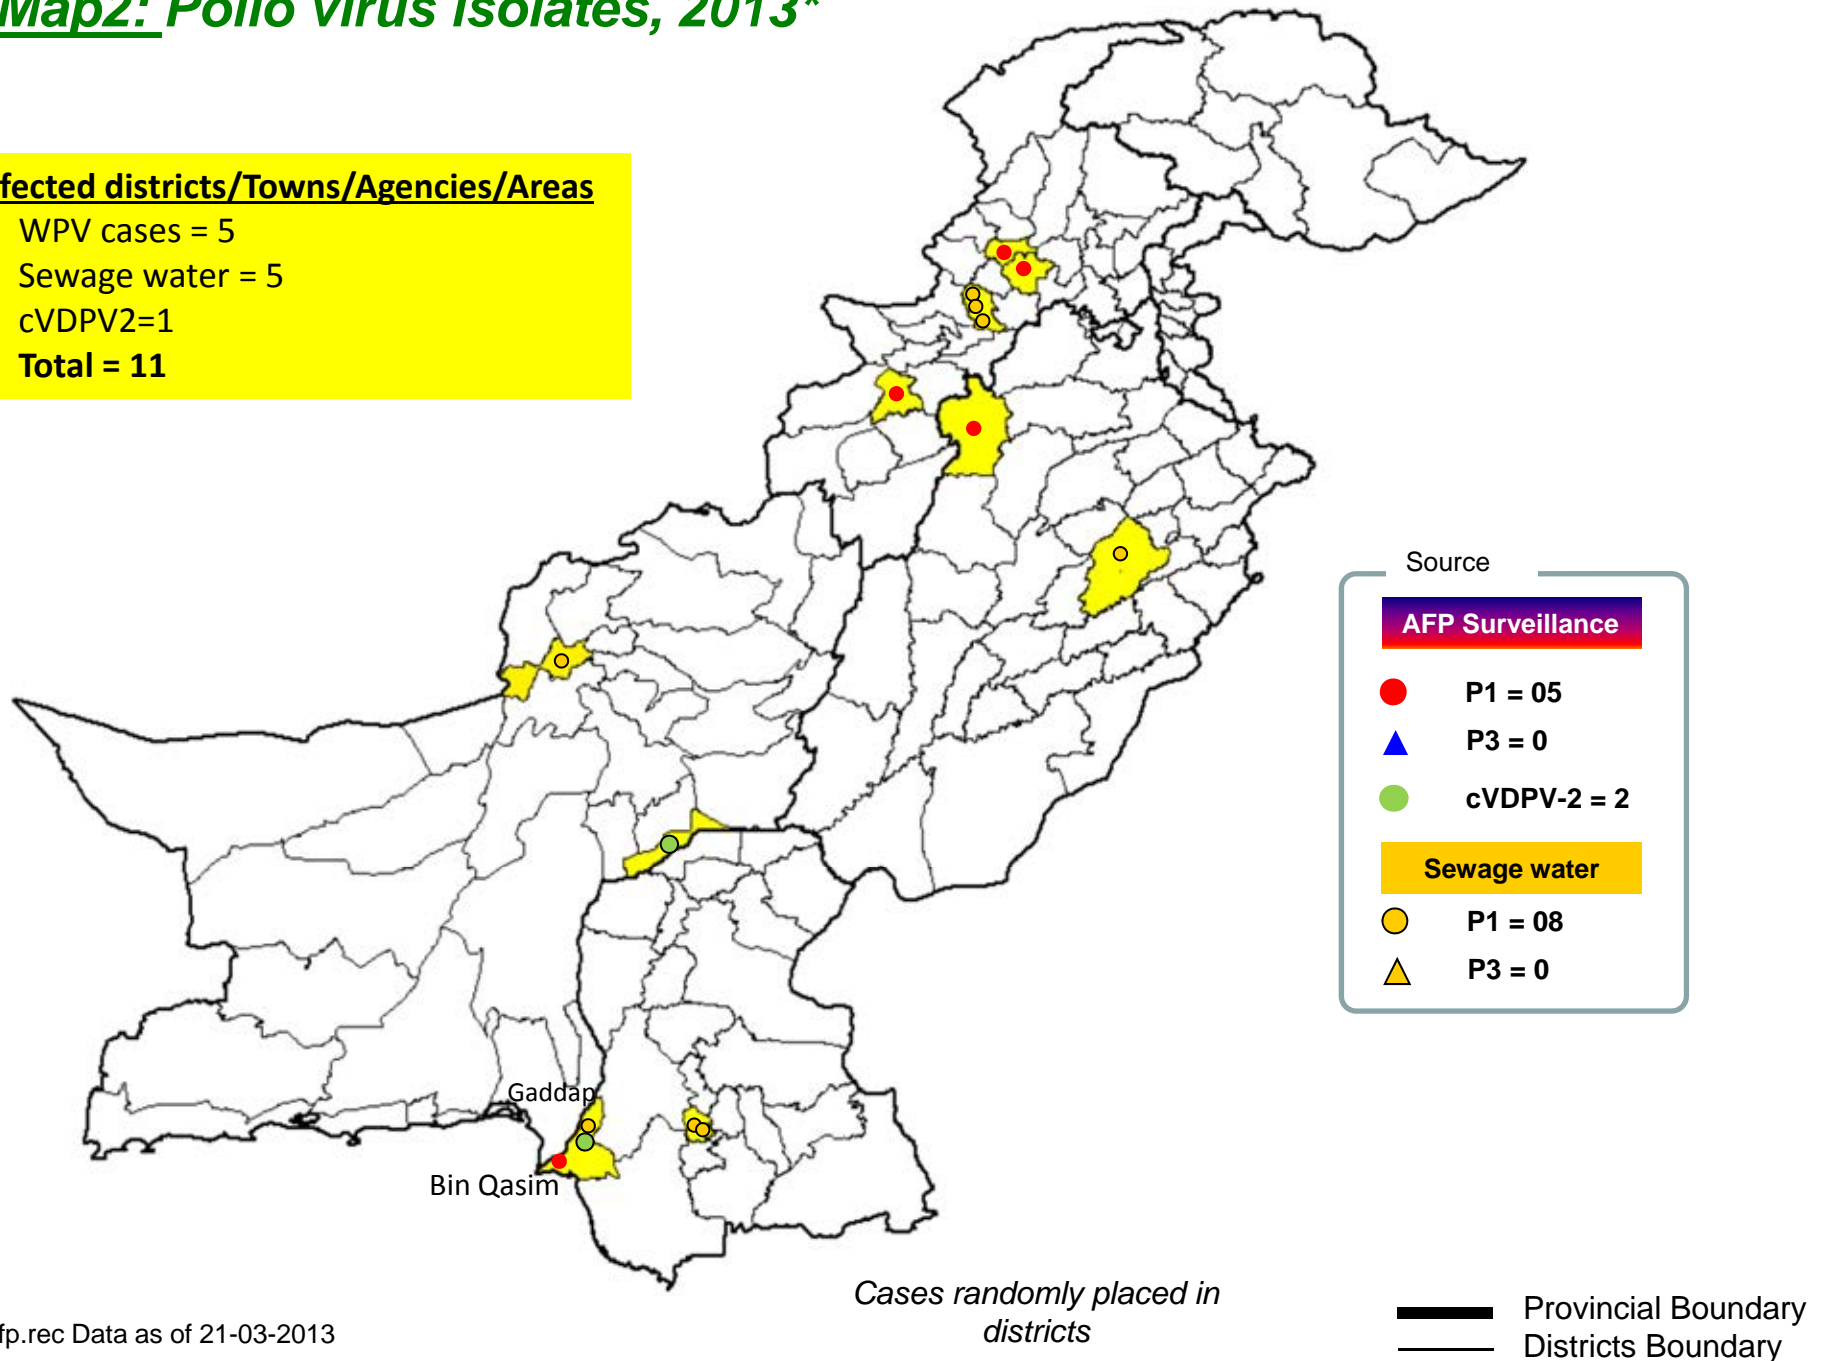 Map2: Polio virus Isolates, 2013*
fected districts/Towns/Agencies/Areas
WPV cases = 5
Sewage water = 5
cVDPV2=1
Total = 11
Source
AFP Surveillance
P1 = 05
P3 = 0
cVDPV-2 = 2
Sewage water
P1 = 08
P3 = 0
Gaddap
Bin Qasim
Cases randomly placed in
districts
fp.rec Data as of 21-03-2013
Provincial Boundary
Districts Boundary